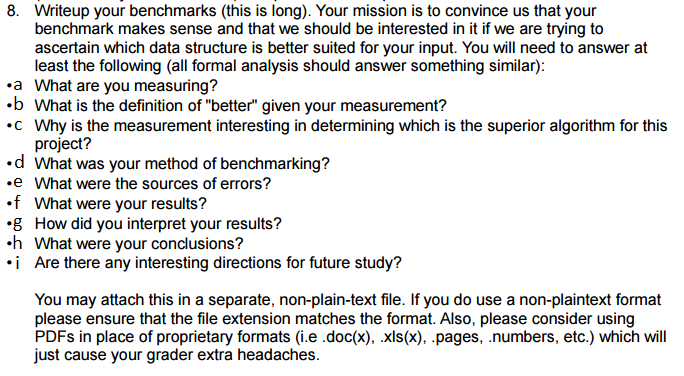 8. Writeup your benchmarks (this is long). Your mission is to convince us that your
benchmark makes sense and that we should be interested in it if we are trying to
ascertain which data structure is better suited for your input. You will need to answer at
least the following (all formal analysis should answer something similar):
•a What are you measuring?
•b What is the definition of "better" given your measurement?
•c Why is the measurement interesting in determining which is the superior algorithm for this
project?
•d What was your method of benchmarking?
•e What were the sources of errors?
•f What were your results?
•g How did you interpret your results?
•h What were your conclusions?
•i Are there any interesting directions for future study?
You may attach this in a separate, non-plain-text file. If you do use a non-plaintext format
please ensure that the file extension matches the format. Also, please consider using
PDFs in place of proprietary formats (i.e .doc(x), .xls(x), .pages, .numbers, etc.) which will
just cause your grader extra headaches.